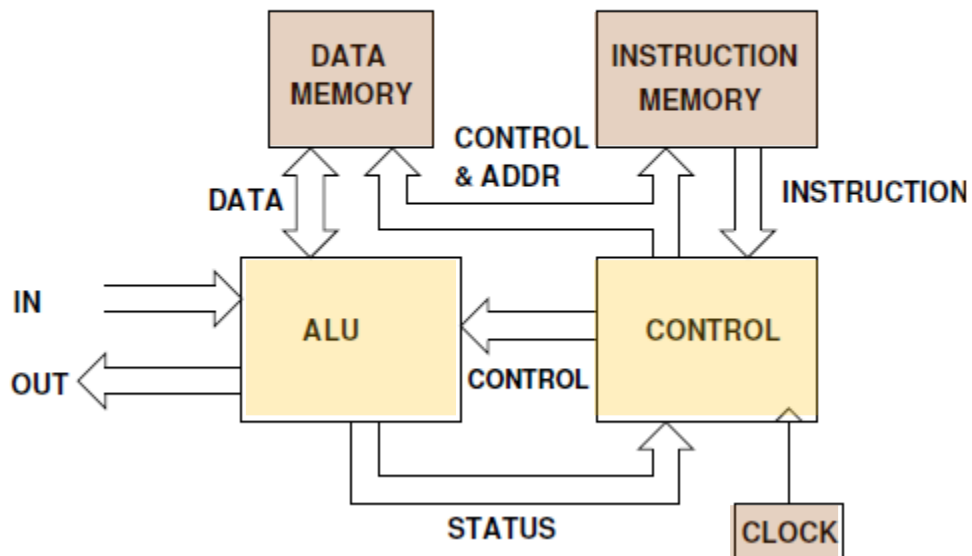 DATA
MEMORY
INSTRUCTION
MEMORY
CONTROL
& ADDR
DATA
INSTRUCTION
IN
ALU
CONTROL
OUT
CONTROL
STATUS
CLOCK